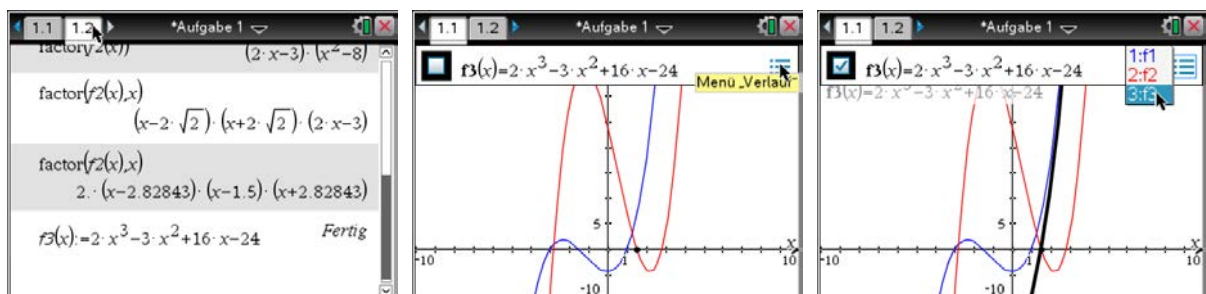 1.1 1.2 *Aufgabe 1
factor(f2(x)) (2·x−3)·(x²−8)
factor(f2(x),x)
(x−2·√2)·(x+2·√2)·(2·x−3)
factor(f2(x),x)
2.·(x−2.82843)·(x−1.5)·(x+2.82843)
f3(x):=2·x³−3·x²+16·x−24 Fertig
1.1 1.2 *Aufgabe 1
f3(x)=2·x³−3·x²+16·x−24
Menü „Verlauf“
5
x
-10 1 10
-10
1.1 1.2 *Aufgabe 1
f3(x)=2·x³−3·x²+16·x−24
1:f1
2:f2
3:f3
f3(x)=2·x³−3·x²+16·x−24
5
x
-10 1 10
-10